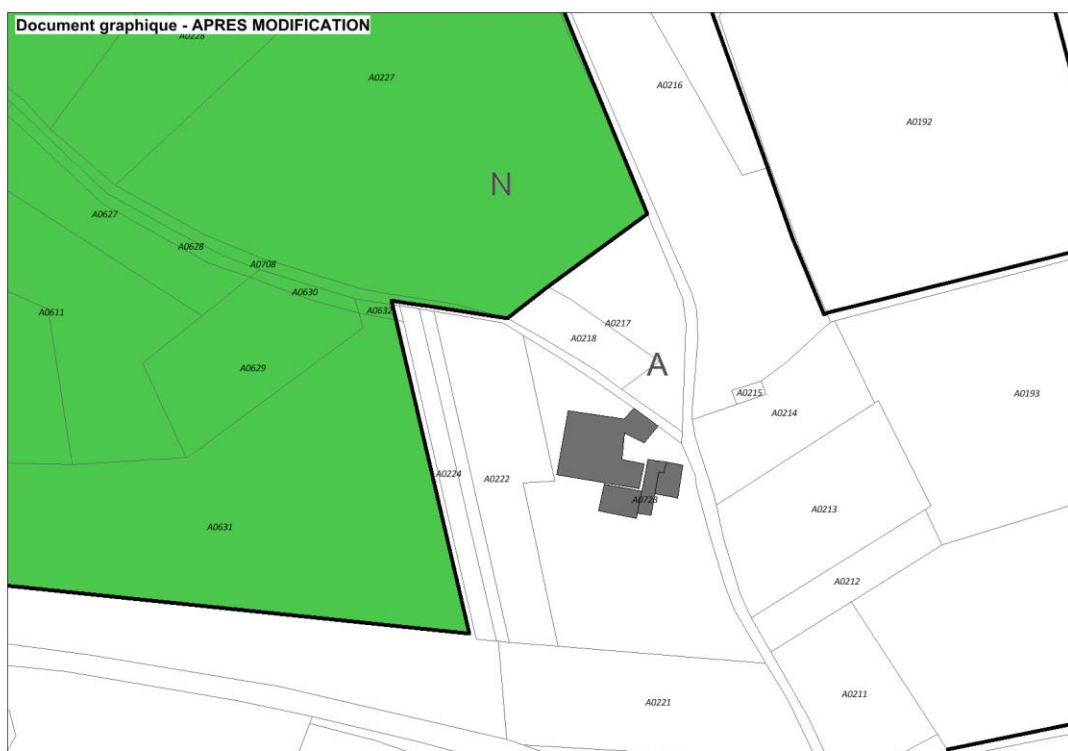 Document graphique - APRES MODIFICATION
A0228
A0227
A0216
A0192
N
A0627
A0628
A0708
A0630
A0611
A0632
A0217
A0218
A
A0629
A0215
A0193
A0214
A0224
A0222
A0723
A0213
A0631
A0212
A0211
A0221